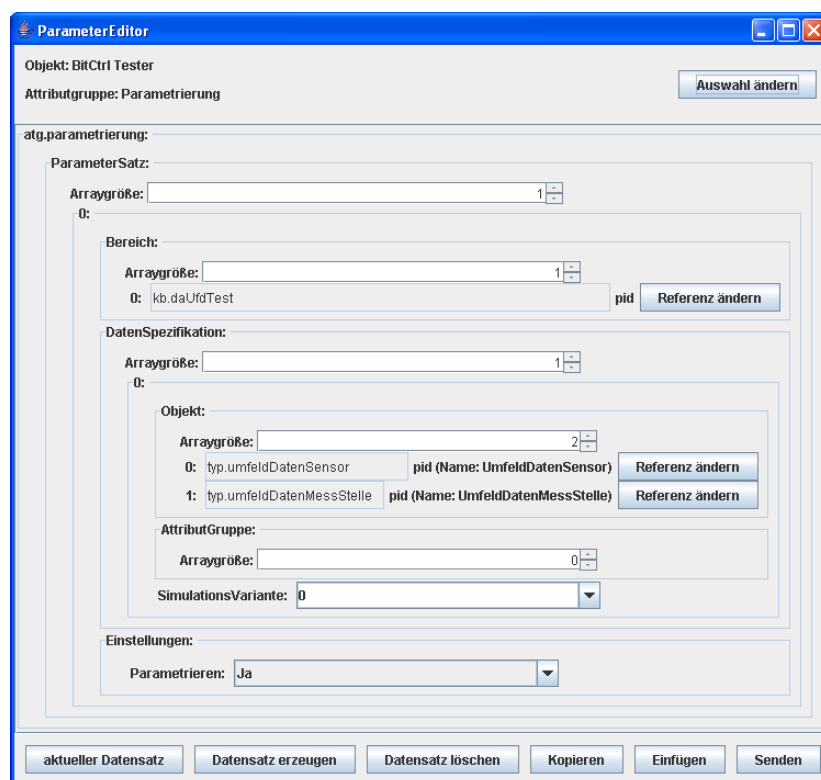 ParameterEditor
Objekt: BitCtrl Tester
Attributgruppe: Parametrierung
Auswahl ändern
atg.parametrierung:
ParameterSatz:
Arraygröße: 1
0:
Bereich:
Arraygröße: 1
0: kb.daUfdTest pid Referenz ändern
DatenSpezifikation:
Arraygröße: 1
0:
Objekt:
Arraygröße: 2
0: typ.umfeldDatenSensor pid (Name: UmfeldDatenSensor) Referenz ändern
1: typ.umfeldDatenMessStelle pid (Name: UmfeldDatenMessStelle) Referenz ändern
AttributGruppe:
Arraygröße: 0
SimulationsVariante: 0
Einstellungen:
Parametrieren: Ja
aktueller Datensatz Datensatz erzeugen Datensatz löschen Kopieren Einfügen Senden